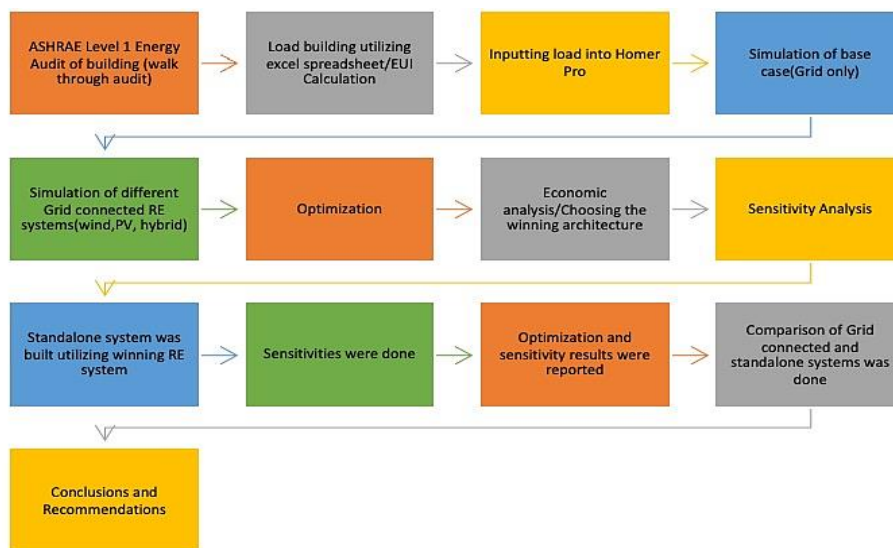 ASHRAE Level 1 Energy
Audit of building (walk
through audit)
Load building utilizing
excel spreadsheet/EUI
Calculation
Inputting load into Homer
Pro
Simulation of base
case(Grid only)
Simulation of different
Grid connected RE
systems(wind,PV, hybrid)
Optimization
Economic
analysis/Choosing the
winning architecture
Sensitivity Analysis
Standalone system was
built utilizing winning RE
system
Sensitivities were done
Optimization and
sensitivity results were
reported
Comparison of Grid
connected and
standalone systems was
done
Conclusions and
Recommendations